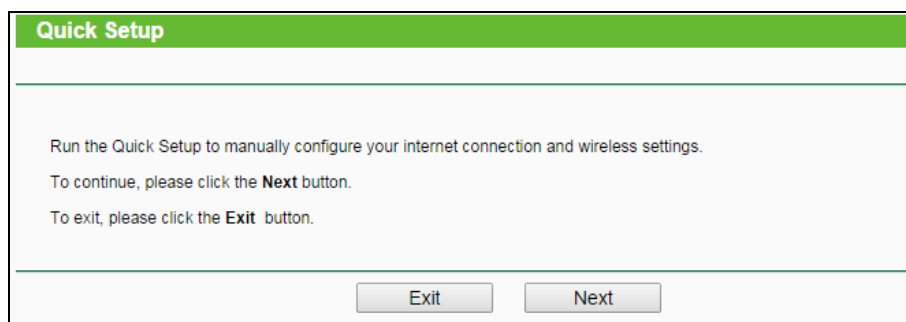 Quick Setup
Run the Quick Setup to manually configure your internet connection and wireless settings.
To continue, please click the Next button.
To exit, please click the Exit button.
Exit Next